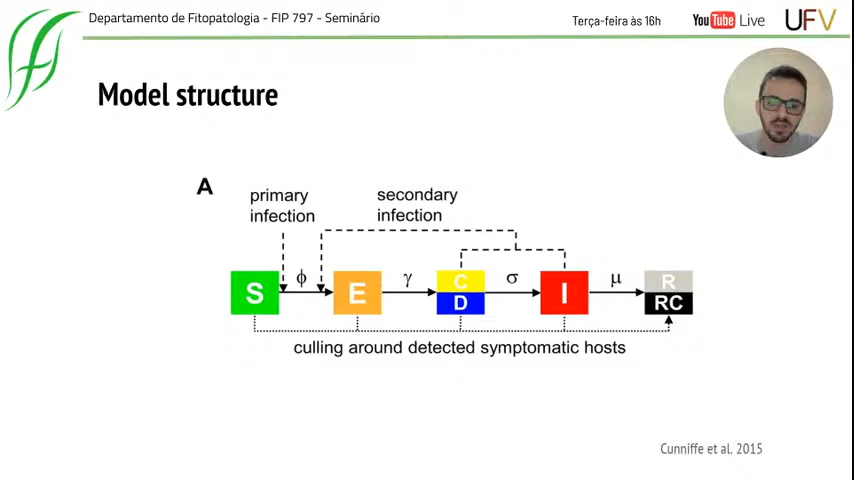 Departamento de Fitopatologia - FIP 797 - Seminário
Terça-feira às 16h
YouTube Live
UFV
Model structure
A
primary
infection
secondary
infection
S
ϕ
E
γ
C
D
σ
I
μ
R
RC
culling around detected symptomatic hosts
Cunniffe et al. 2015